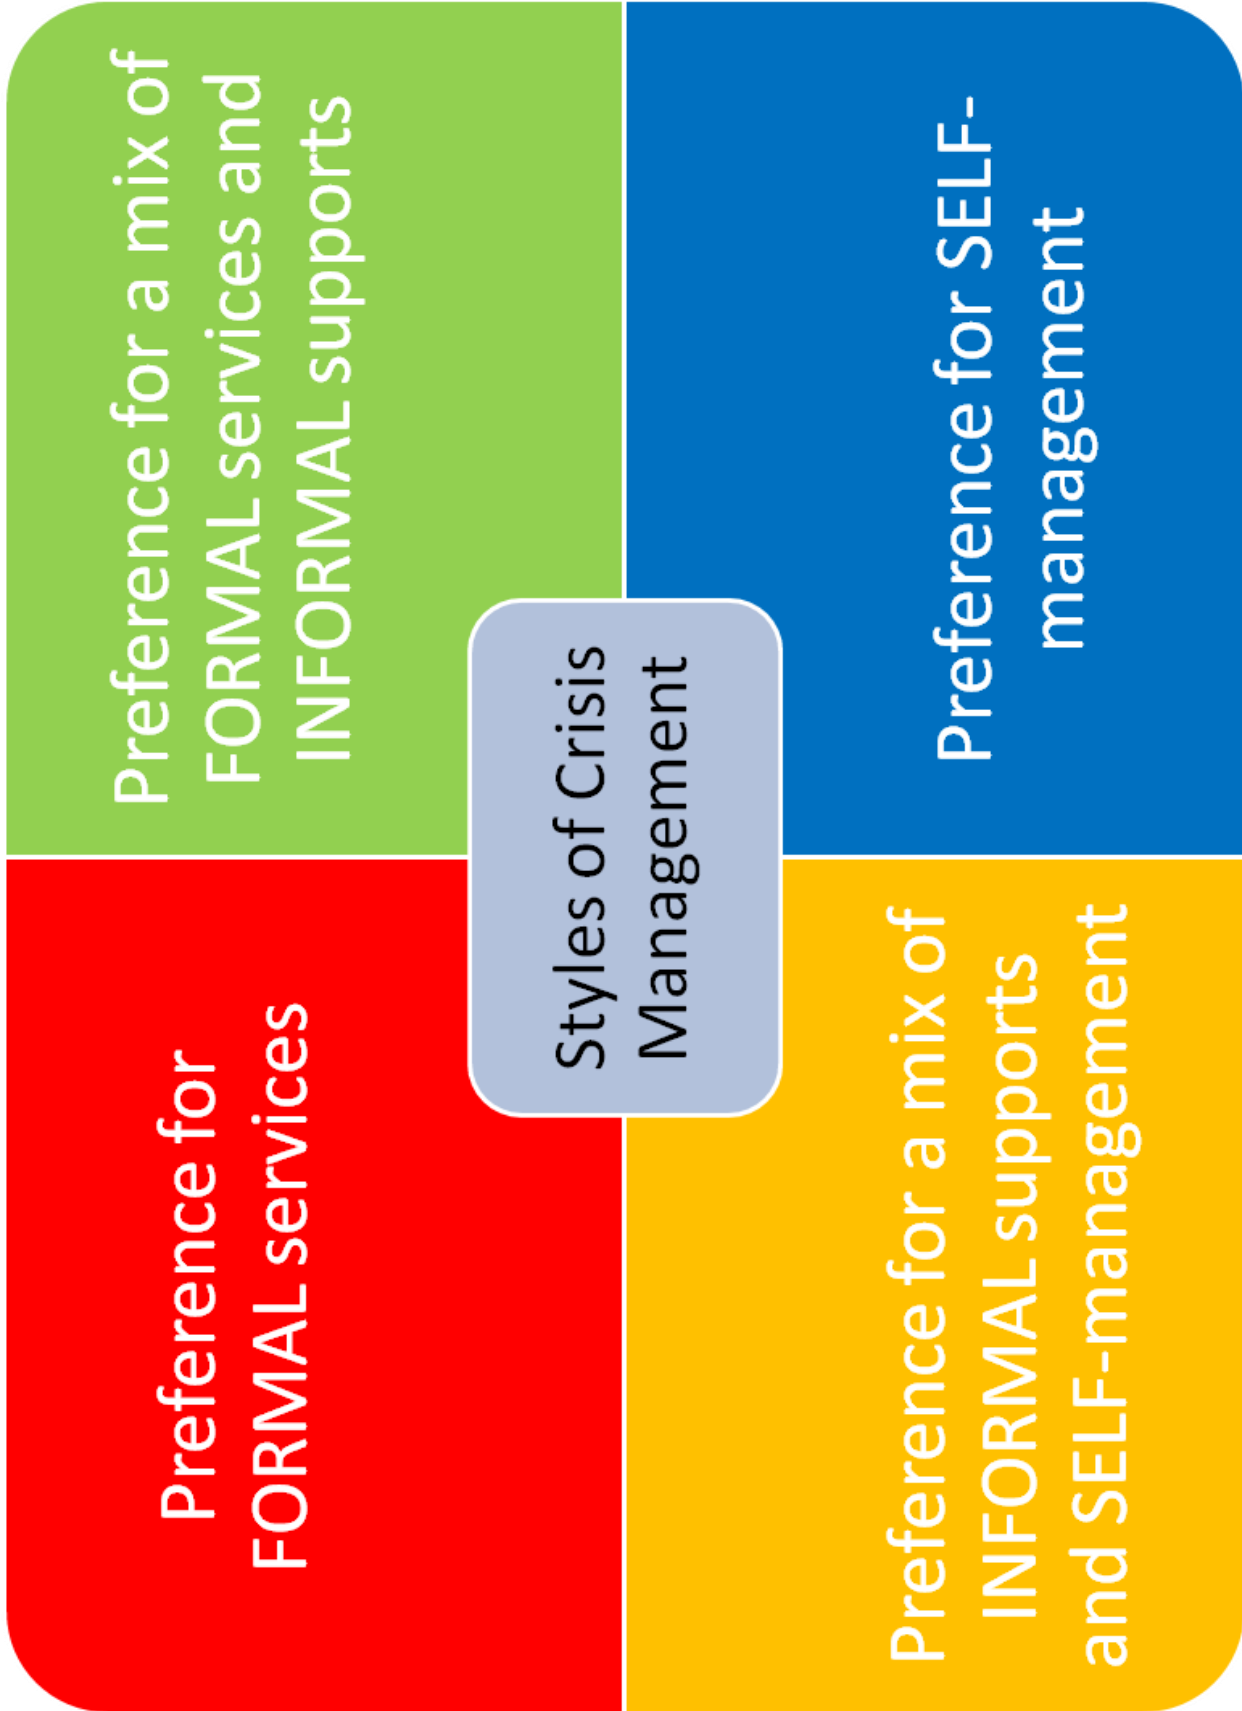 Preference for
FORMAL services
Preference for a mix of
FORMAL services and
INFORMAL supports
Styles of Crisis
Management
Preference for a mix of
INFORMAL supports
and SELF-management
Preference for SELF-
management